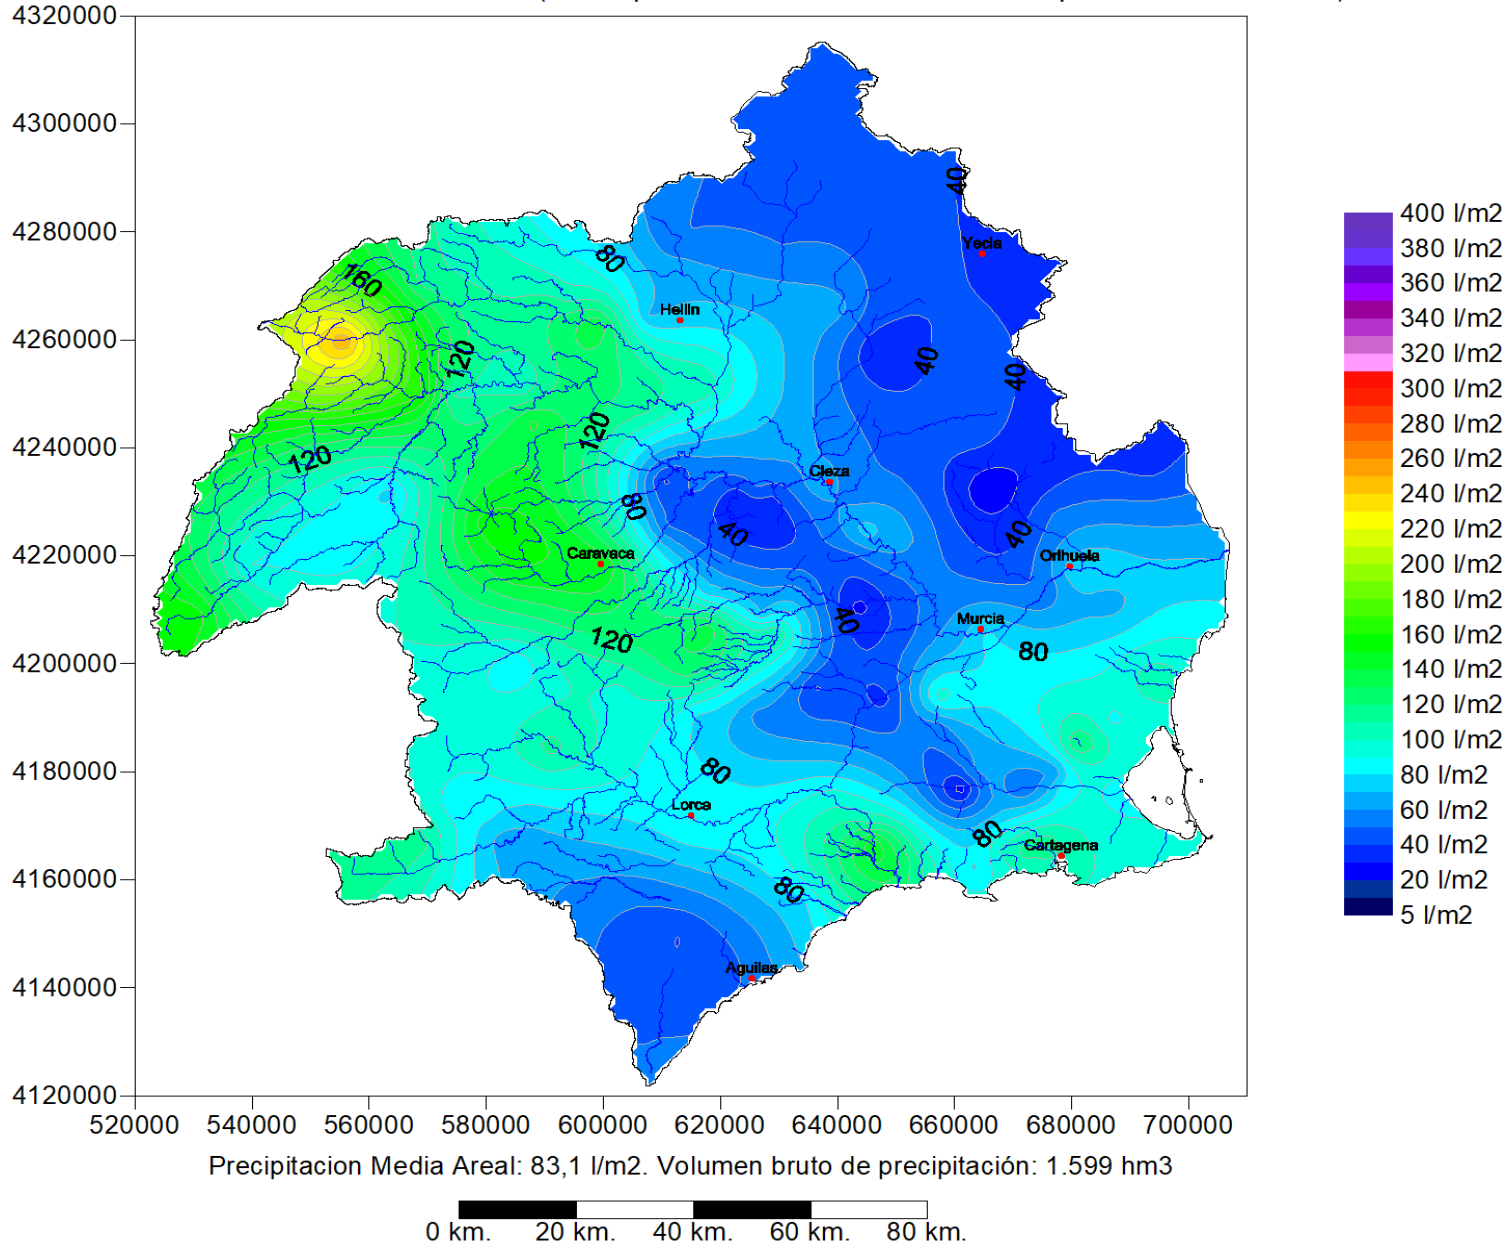 4320000
4300000
4280000
4260000
4240000
4220000
4200000
4180000
4160000
4140000
4120000
520000 540000 560000 580000 600000 620000 640000 660000 680000 700000
40
Yecla
80
160
Hellin
40
120
40
120
120
Cieza
80
40
40
Caravaca
Orihuela
40
Murcia
120
80
80
Lorca
80
Cartagena
80
Aguilas
400 l/m2
380 l/m2
360 l/m2
340 l/m2
320 l/m2
300 l/m2
280 l/m2
260 l/m2
240 l/m2
220 l/m2
200 l/m2
180 l/m2
160 l/m2
140 l/m2
120 l/m2
100 l/m2
80 l/m2
60 l/m2
40 l/m2
20 l/m2
5 l/m2
Precipitacion Media Areal: 83,1 l/m2. Volumen bruto de precipitación: 1.599 hm3
0 km. 20 km. 40 km. 60 km. 80 km.